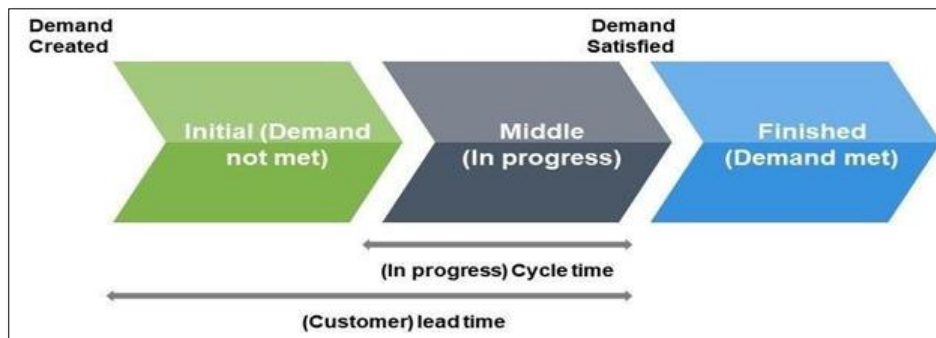 Demand
Created
Demand
Satisfied
Initial (Demand
not met)
Middle
(In progress)
Finished
(Demand met)
(In progress) Cycle time
(Customer) lead time